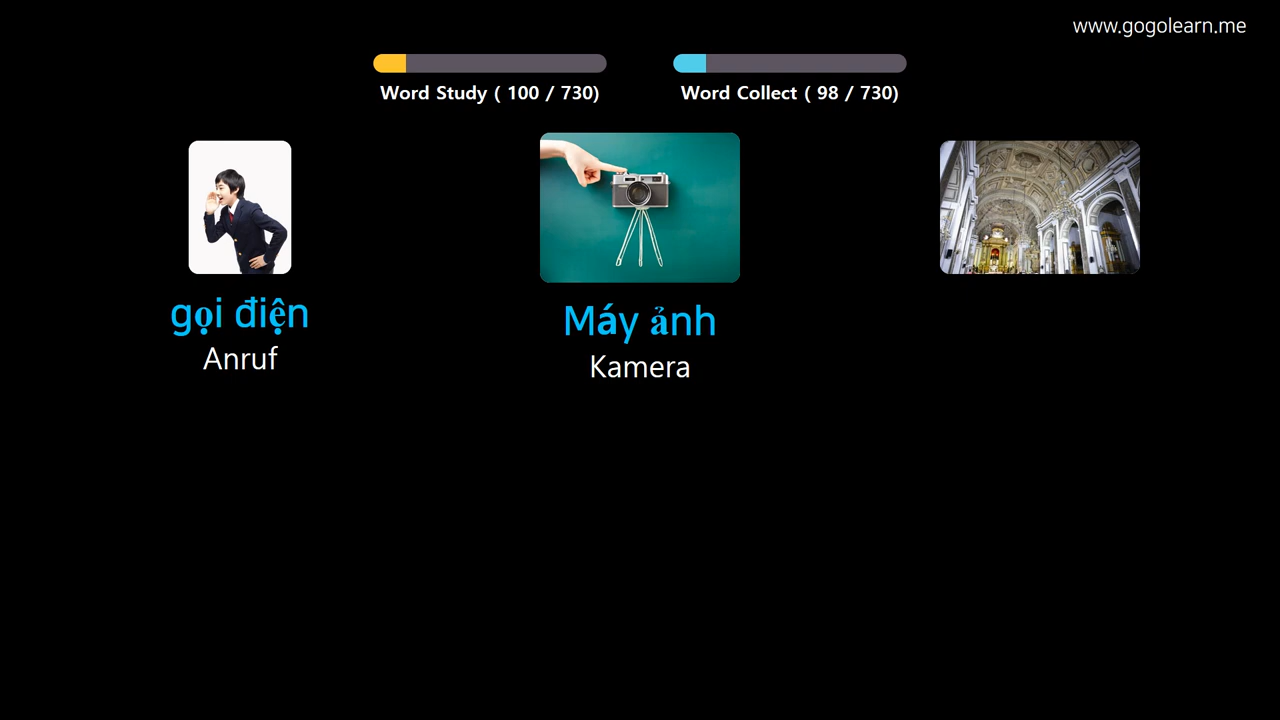 www.gogolearn.me
Word Study ( 100 / 730)
Word Collect ( 98 / 730)
gọi điện
Anruf
Máy ảnh
Kamera